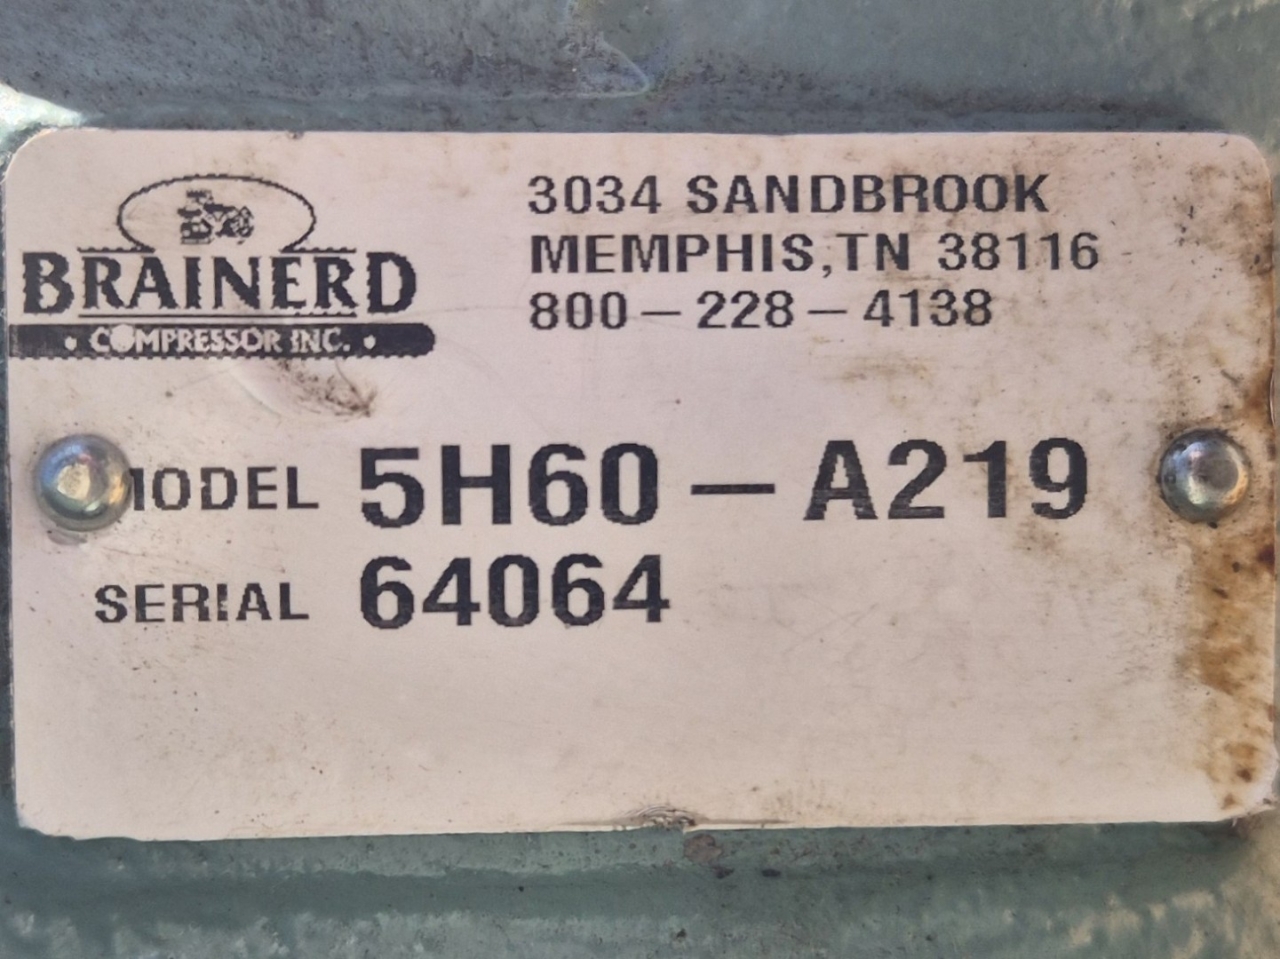 BRAINERD
• COMPRESSOR INC. •
3034 SANDBROOK
MEMPHIS, TN 38116
800-228-4138
MODEL 5H60-A219
SERIAL 64064